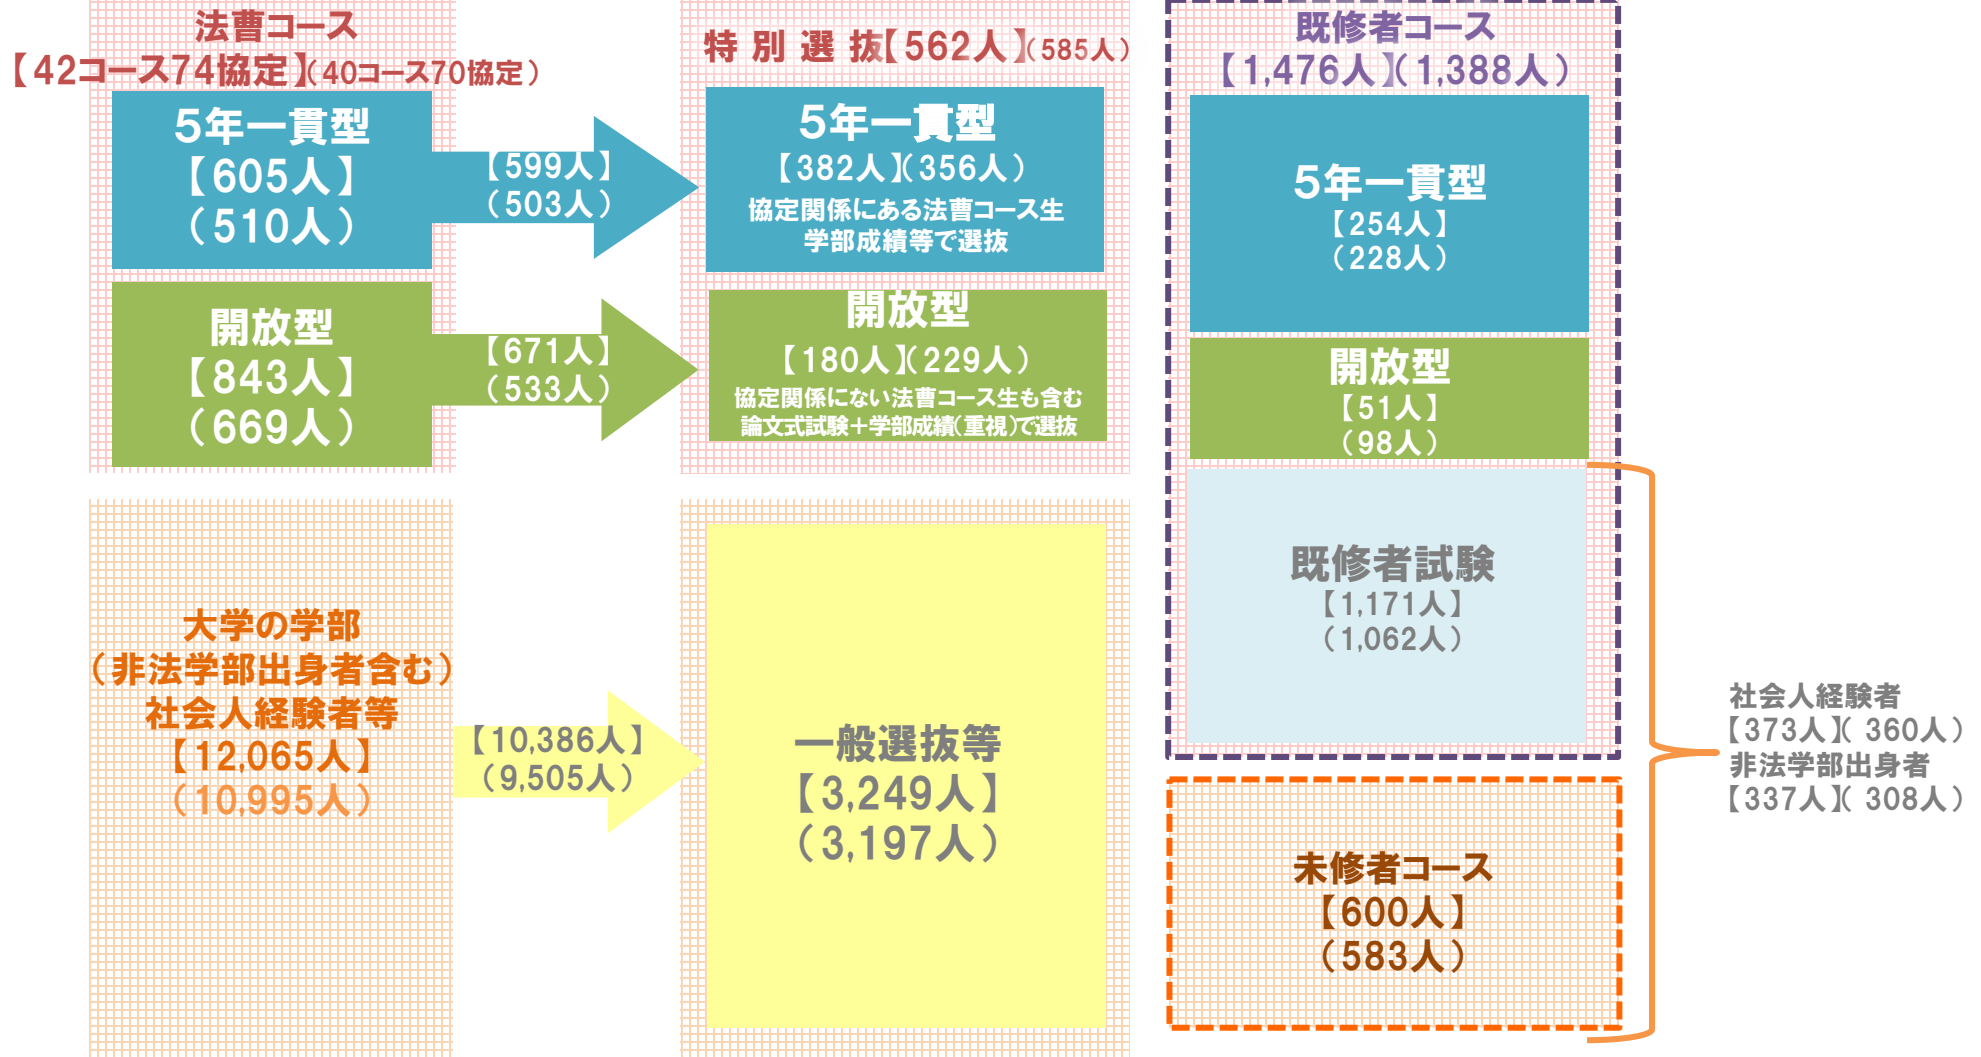 法曹コース
【42コース74協定】(40コース70協定)
5年一貫型
【605人】
(510人)
【599人】
(503人)
開放型
【843人】
(669人)
【671人】
(533人)
特別選抜【562人】(585人)
5年一貫型
【382人】(356人)
協定関係にある法曹コース生
学部成績等で選抜
開放型
【180人】(229人)
協定関係にない法曹コース生も含む
論文式試験+学部成績(重視)で選抜
既修者コース
【1,476人】(1,388人)
5年一貫型
【254人】
(228人)
開放型
【51人】
(98人)
既修者試験
【1,171人】
(1,062人)
大学の学部
(非法学部出身者含む)
社会人経験者等
【12,065人】
(10,995人)
【10,386人】
(9,505人)
一般選抜等
【3,249人】
(3,197人)
未修者コース
【600人】
(583人)
社会人経験者
【373人】( 360人)
非法学部出身者
【337人】( 308人)